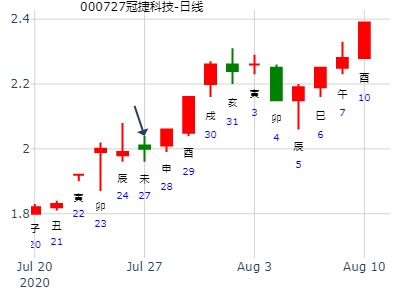 000727冠捷科技-日线
2.4
2.2
2
1.8
子
20
丑
21
寅
22
卯
23
辰
24
未
27
申
28
酉
29
戌
30
亥
31
寅
3
卯
4
辰
5
巳
6
午
7
酉
10
Jul 20
2020
Jul 27
Aug 3
Aug 10